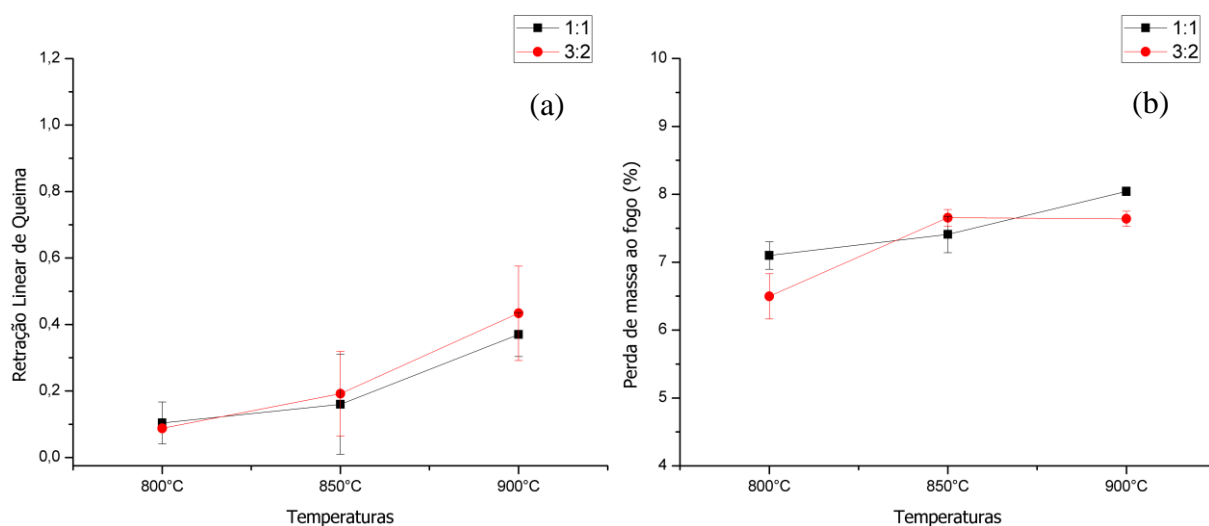 1:1
3:2
1,2
1,0
0,8
0,6
0,4
0,2
0,0
Retração Linear de Queima
(a)
800°C
850°C
900°C
Temperaturas
1:1
3:2
10
9
8
7
6
5
4
Perda de massa ao fogo (%)
(b)
800°C
850°C
900°C
Temperaturas